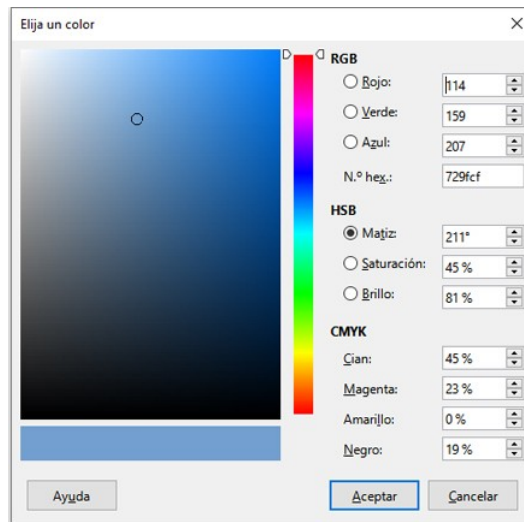 Elija un color
RGB
Rojo: 114
Verde: 159
Azul: 207
N.º hex.: 729fcf
HSB
Matiz: 211°
Saturación: 45 %
Brillo: 81 %
CMYK
Cian: 45 %
Magenta: 23 %
Amarillo: 0 %
Negro: 19 %
Ayuda Aceptar Cancelar